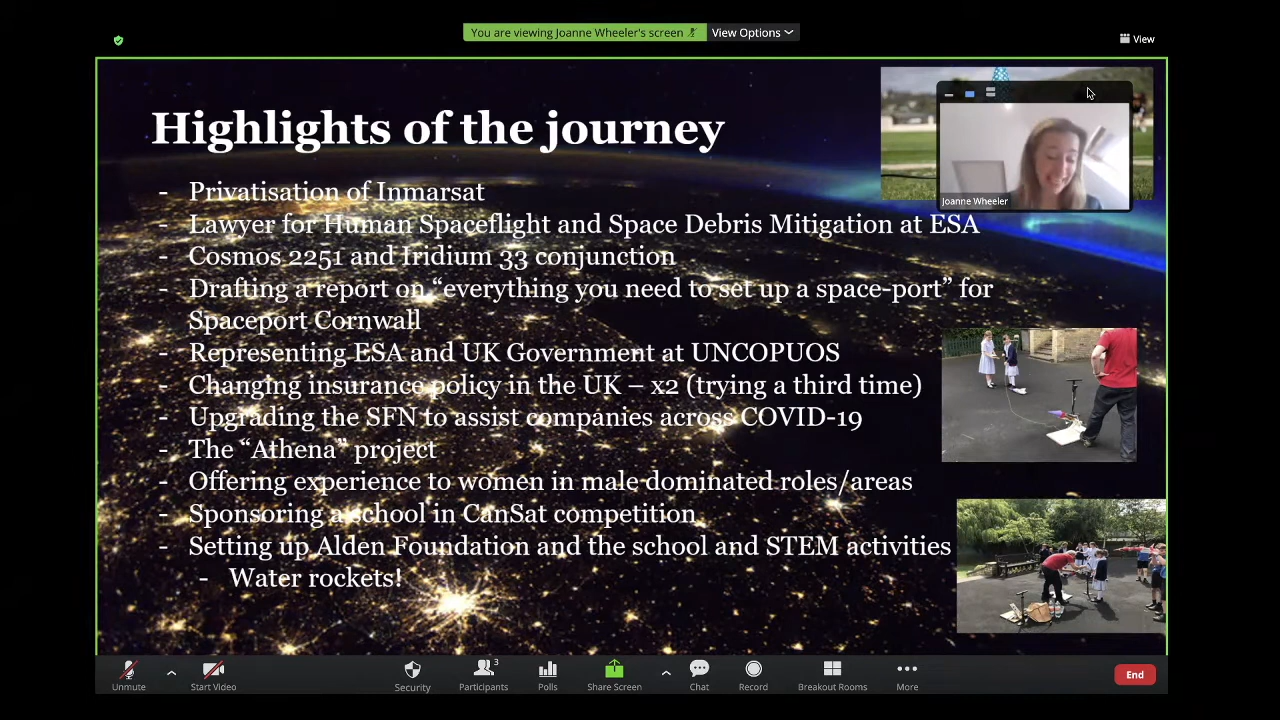 You are viewing Joanne Wheeler's screen
View Options
View
Highlights of the journey
Joanne Wheeler
- Privatisation of Inmarsat
- Lawyer for Human Spaceflight and Space Debris Mitigation at ESA
- Cosmos 2251 and Iridium 33 conjunction
- Drafting a report on “everything you need to set up a space-port” for
Spaceport Cornwall
- Representing ESA and UK Government at UNCOPUOS
- Changing insurance policy in the UK – x2 (trying a third time)
- Upgrading the SFN to assist companies across COVID-19
- The “Athena” project
- Offering experience to women in male dominated roles/areas
- Sponsoring a school in CanSat competition
- Setting up Alden Foundation and the school and STEM activities
- Water rockets!
Unmute
Start Video
Security
3
Participants
Polls
Share Screen
Chat
Record
Breakout Rooms
More
End